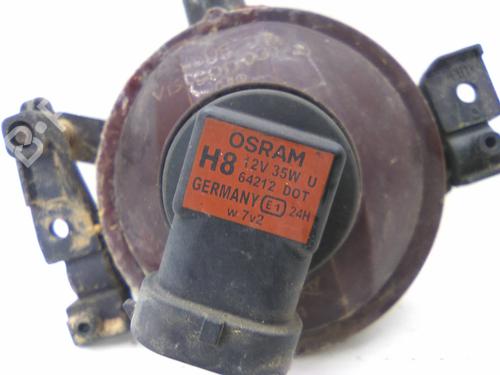 OSRAM
H8 12V 35W U
64212 DOT
GERMANY E1 24H
w 7v2